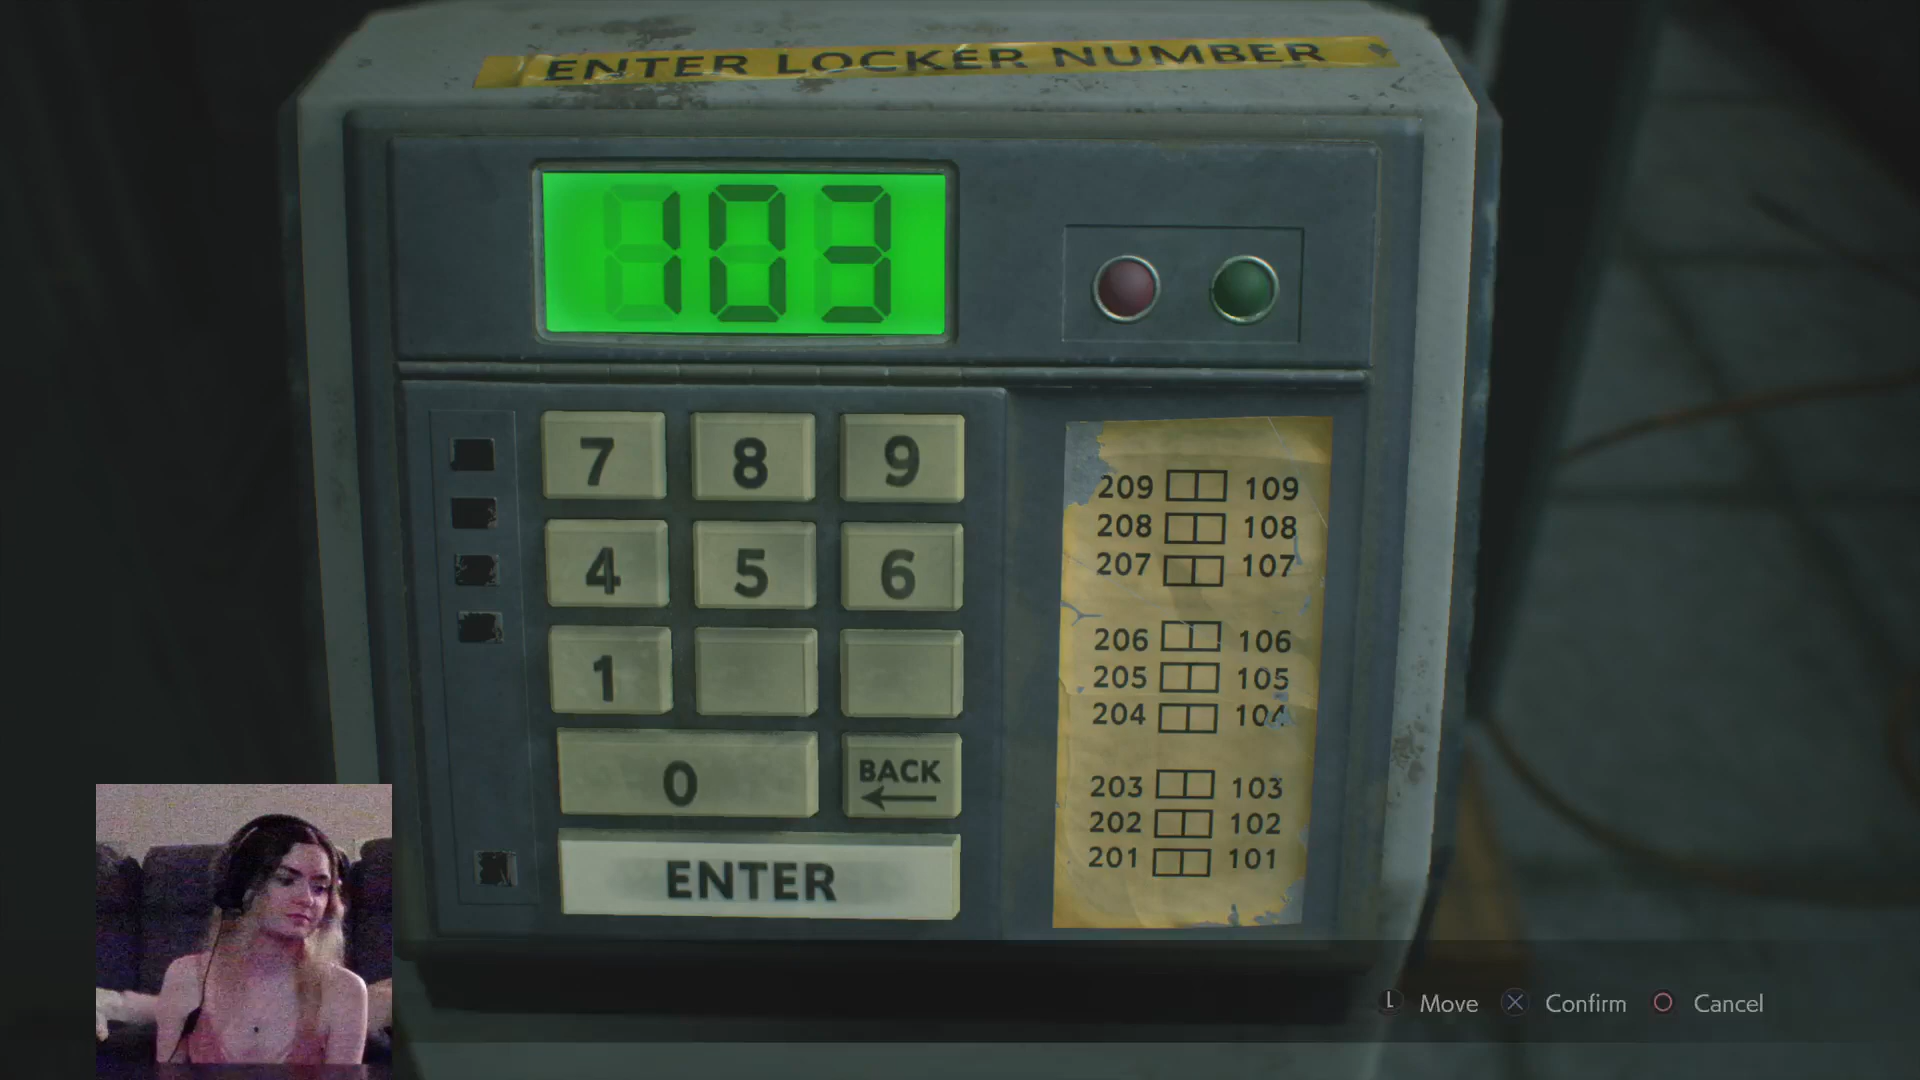 ENTER LOCKER NUMBER
103
7 8 9
4 5 6
1
0 BACK
ENTER
209 109
208 108
207 107
206 106
205 105
204 104
203 103
202 102
201 101
L Move Confirm Cancel